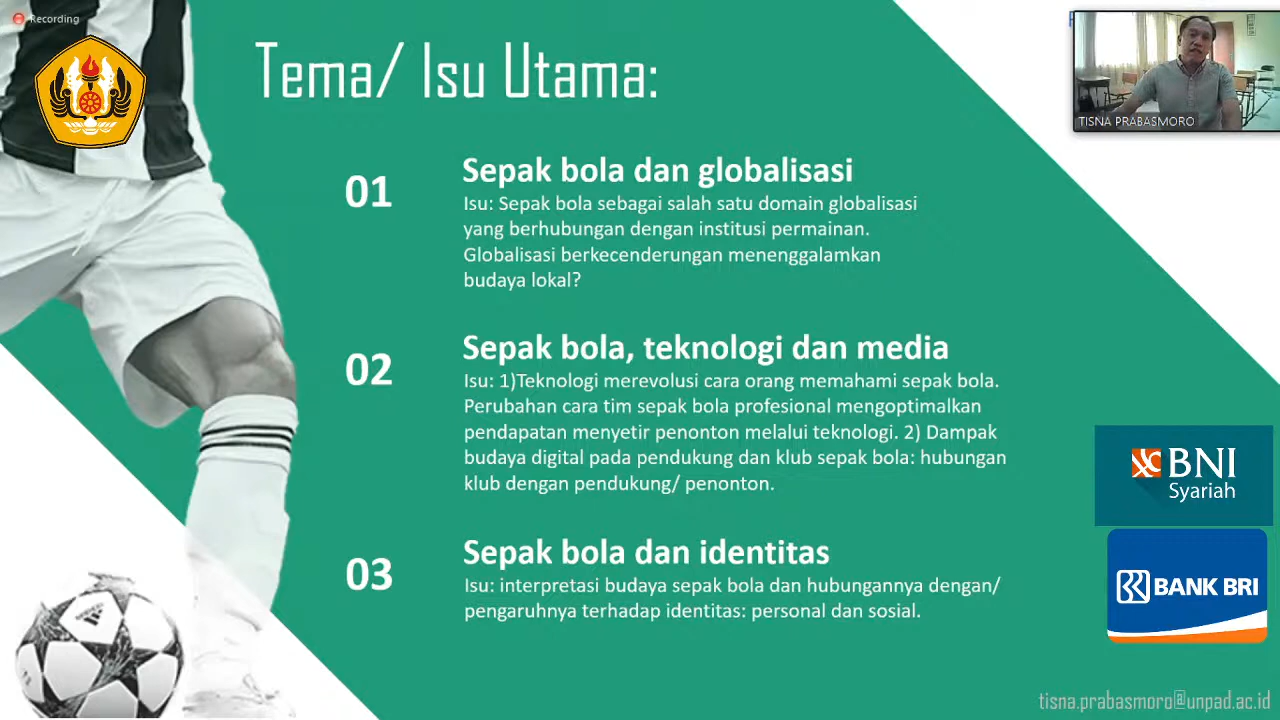 Recording
Tema/ Isu Utama:
TISNA PRABASMORO
01
Sepak bola dan globalisasi
Isu: Sepak bola sebagai salah satu domain globalisasi
yang berhubungan dengan institusi permainan.
Globalisasi berkecenderungan menenggalamkan
budaya lokal?
02
Sepak bola, teknologi dan media
Isu: 1)Teknologi merevolusi cara orang memahami sepak bola.
Perubahan cara tim sepak bola profesional mengoptimalkan
pendapatan menyetir penonton melalui teknologi. 2) Dampak
budaya digital pada pendukung dan klub sepak bola: hubungan
klub dengan pendukung/ penonton.
BNI
Syariah
03
Sepak bola dan identitas
Isu: interpretasi budaya sepak bola dan hubungannya dengan/
pengaruhnya terhadap identitas: personal dan sosial.
BANK BRI
tisna.prabasmoro@unpad.ac.id